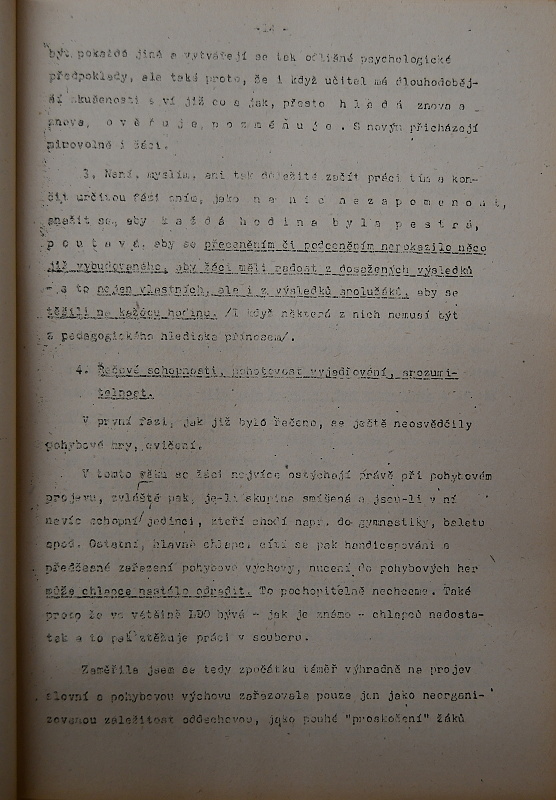 - 14 -
být pokaždé jiné a vytvářejí se tak odlišné psychologické
předpoklady, ale také proto, že i když učitel má dlouhoděj-
ší zkušenosti a ví již co a jak, přesto h l e d á znovu a
znovu, o v ě ř u j e, p o z m ě ň u j e. S novým přicházejí
mimovolně i žáci.
3. Není, myslím, ani tak důležité začít práci tím a kon-
čit určitou fází oním, jako n a n i c n e z a p o m e n o u t,
snažit se, aby k a ž d á h o d i n a b y l a p e s t r á,
p o u t a v á, aby se přeceněním či podceněním nepokazilo něco
již vybudovaného, aby žáci měli radost z dosažených výsledků
- a to nejen vlastních, ale i z výsledků spolužáků, aby se
těšili na každou hodinu. /I když některá z nich nemusí být
z pedagogického hlediska přínosem/.
4. Řečové schopnosti, pohotovost vyjadřování, srozumi-
telnost.
V první fázi, jak již bylo řečeno, se ještě neosvědčily
pohybové hry, cvičení.
V tomto věku se žáci nejvíce ostýchají právě při pohybovém
projevu, zvláště pak, je-li skupina smíšená a jsou-li v ní
navíc schopní jedinci, kteří chodí např. do gymnastiky, baletu
apod. Ostatní, hlavně chlapci cítí se pak handicapováni a
předčasné zařazení pohybové výchovy, nucení do pohybových her
může chlapce nastálo odradit. To pochopitelně nechceme. Také
proto že ve většině LDO bývá - jak je známo - chlapců nedosta-
tek a to pak ztěžuje práci v souboru.
Zaměřila jsem se tedy zpočátku téměř výhradně na projev
slovní a pohybovou výchovu zařazovala pouze jen jako neorgani-
zovanou záležitost oddechovou, jako pouhé "proskočení" žáků